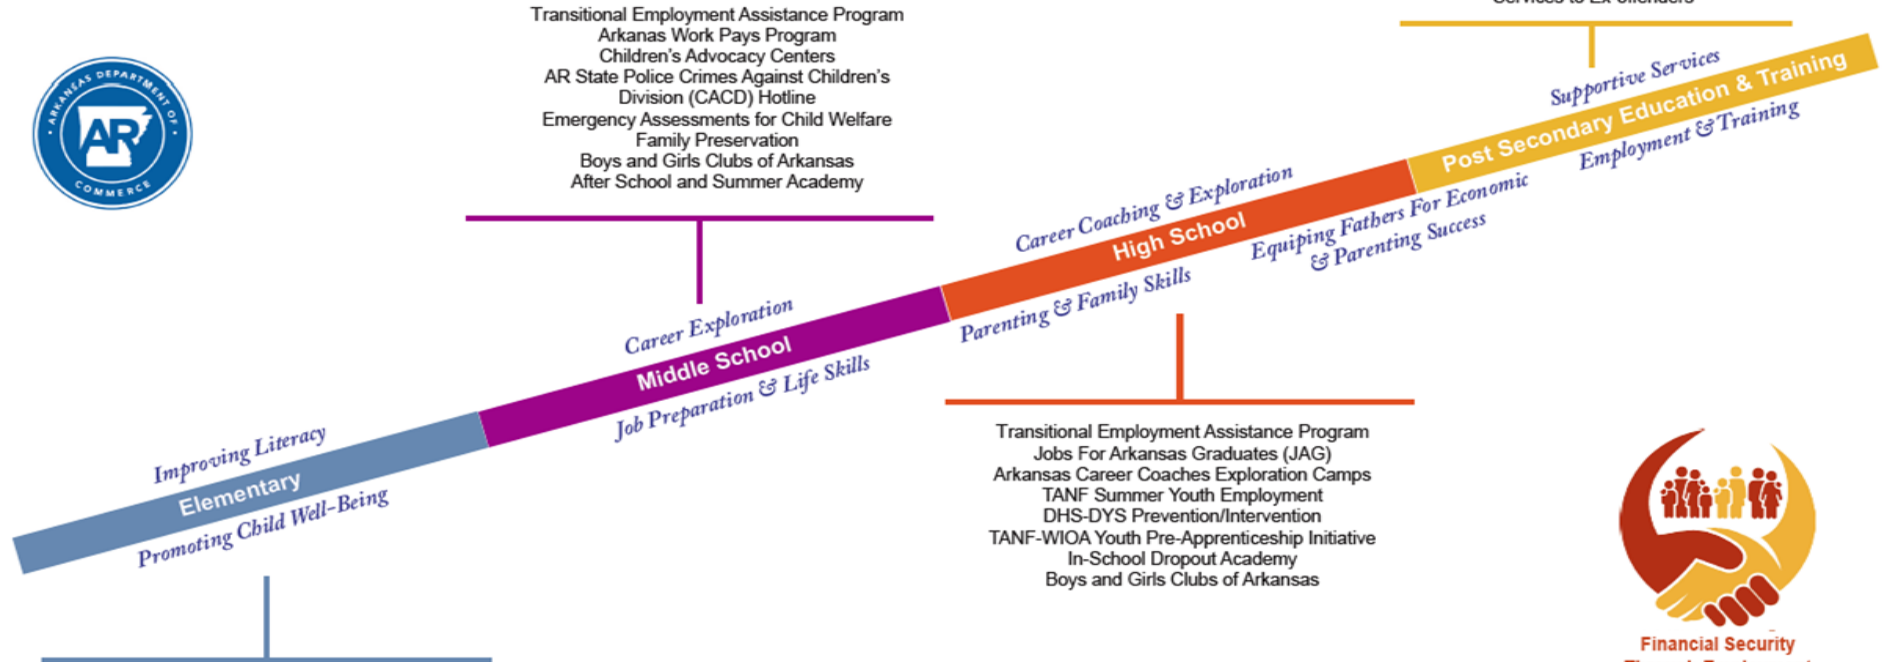 Transitional Employment Assistance Program
Arkanas Work Pays Program
Children's Advocacy Centers
AR State Police Crimes Against Children's
Division (CACD) Hotline
Emergency Assessments for Child Welfare
Family Preservation
Boys and Girls Clubs of Arkansas
After School and Summer Academy
Services to Ex-offenders
ARKANSAS DEPARTMENT OF
AR
COMMERCE
Supportive Services
Post Secondary Education & Training
Employment & Training
Career Coaching & Exploration
High School
Equiping Fathers For Economic
& Parenting Success
Parenting & Family Skills
Career Exploration
Middle School
Job Preparation & Life Skills
Improving Literacy
Elementary
Promoting Child Well-Being
Transitional Employment Assistance Program
Jobs For Arkansas Graduates (JAG)
Arkansas Career Coaches Exploration Camps
TANF Summer Youth Employment
DHS-DYS Prevention/Intervention
TANF-WIOA Youth Pre-Apprenticeship Initiative
In-School Dropout Academy
Boys and Girls Clubs of Arkansas
Financial Security